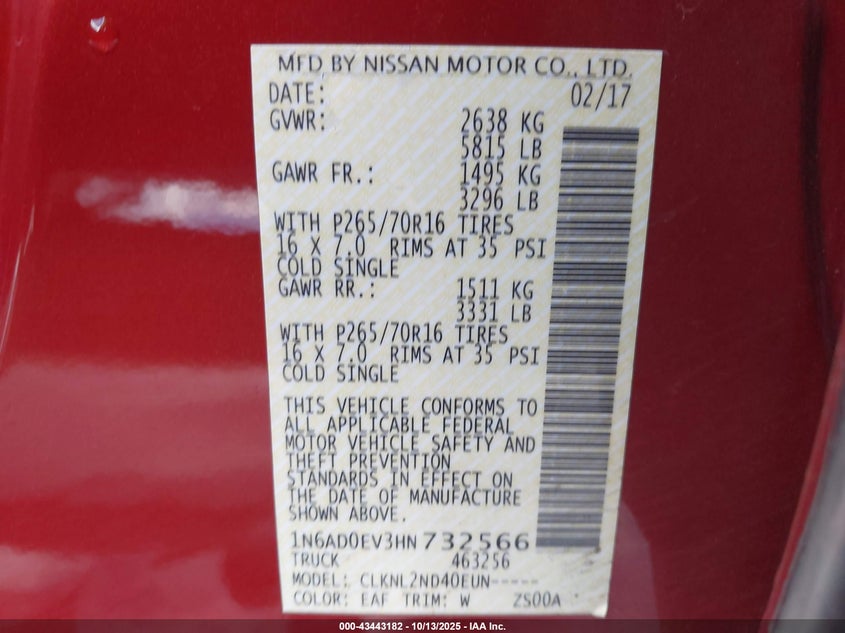 MFD BY NISSAN MOTOR CO., LTD.
DATE: 02/17
GVWR: 2638 KG
5815 LB
GAWR FR.: 1495 KG
3296 LB
WITH P265/70R16 TIRES
16 X 7.0 RIMS AT 35 PSI
COLD SINGLE
GAWR RR.: 1511 KG
3331 LB
WITH P265/70R16 TIRES
16 X 7.0 RIMS AT 35 PSI
COLD SINGLE
THIS VEHICLE CONFORMS TO
ALL APPLICABLE FEDERAL
MOTOR VEHICLE SAFETY AND
THEFT PREVENTION
STANDARDS IN EFFECT ON
THE DATE OF MANUFACTURE
SHOWN ABOVE.
1N6AD0EV3HN732566
TRUCK 463256
MODEL: CLKNL2ND40EUN-----
COLOR: EAF TRIM: W ZS00A
000-43443182 - 10/13/2025 - IAA Inc.